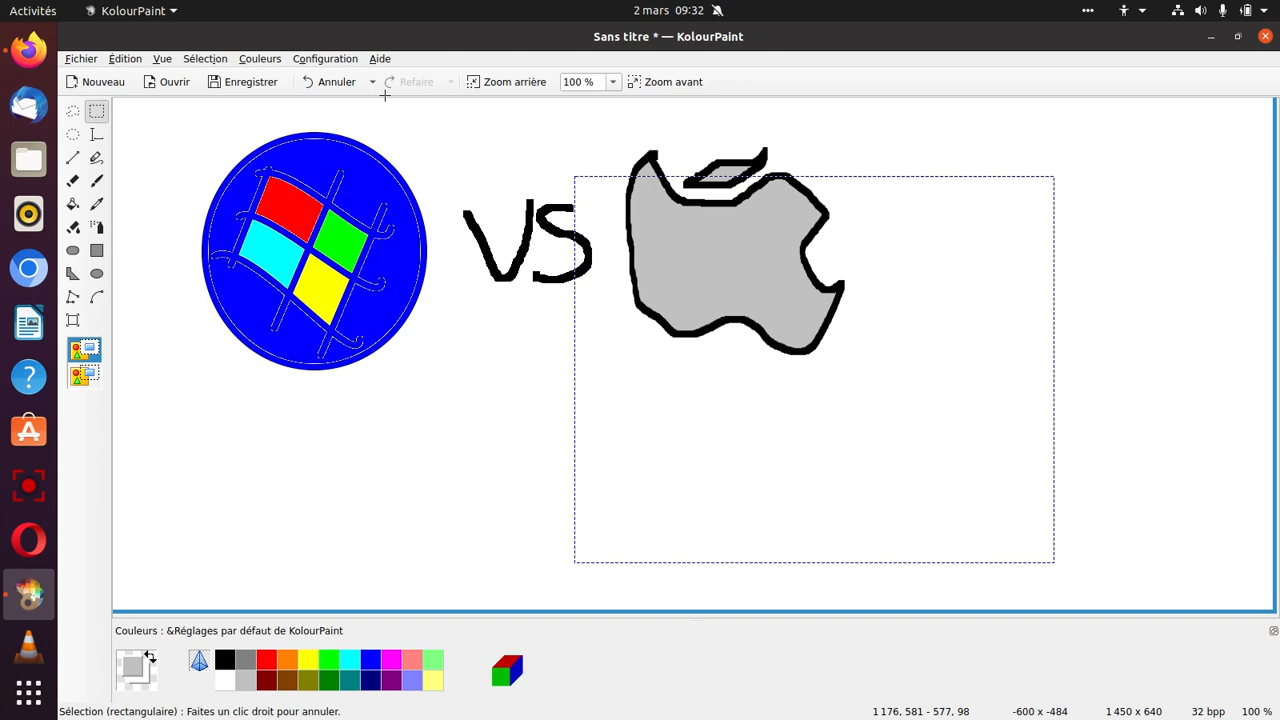 Activités
KolourPaint
2 mars 09:32
Sans titre * — KolourPaint
Fichier Édition Vue Sélection Couleurs Configuration Aide
Nouveau Ouvrir Enregistrer Annuler Refaire Zoom arrière 100 % Zoom avant
VS
Couleurs : &Réglages par défaut de KolourPaint
Sélection (rectangulaire) : Faites un clic droit pour annuler. 1 176, 581 - 577, 98 -600 x -484 1 450 x 640 32 bpp 100 %